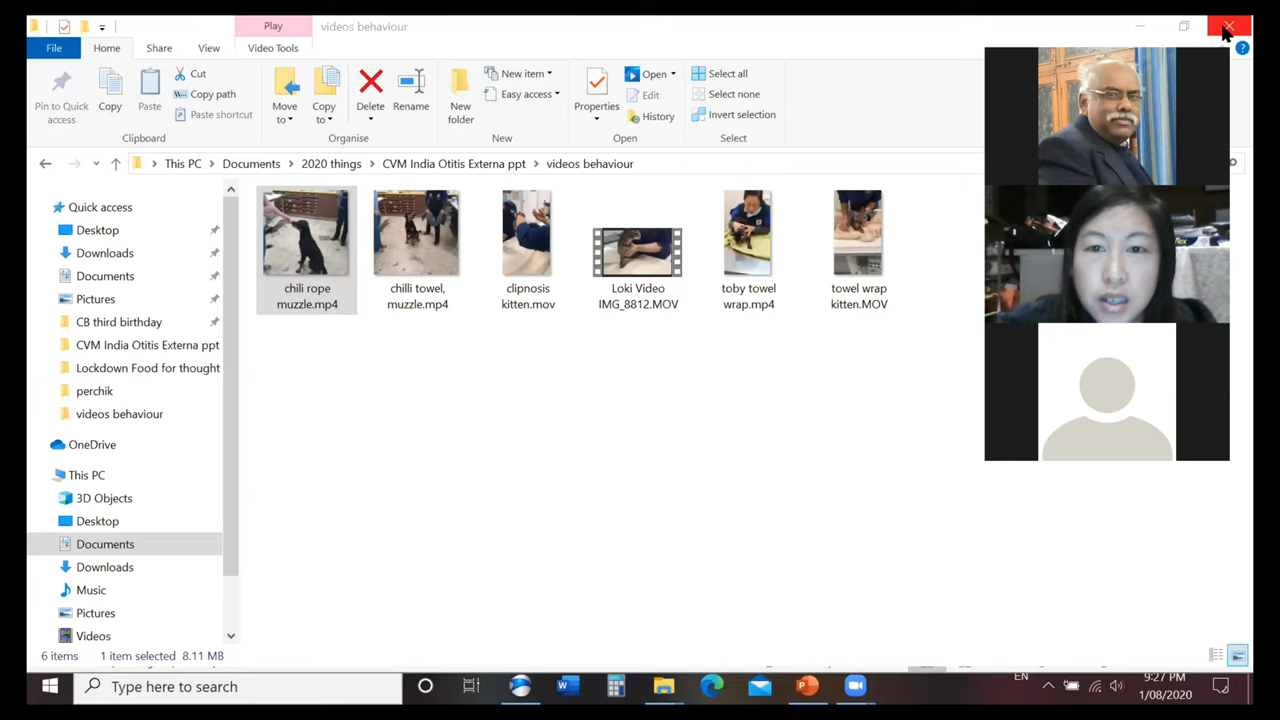 Play videos behaviour
File Home Share View Video Tools
Pin to Quick access
Copy
Paste
Cut
Copy path
Paste shortcut
Clipboard
Move to
Copy to
Delete
Rename
Organise
New folder
New item
Easy access
New
Properties
Open
Edit
History
Open
Select all
Select none
Invert selection
Select
This PC Documents 2020 things CVM India Otitis Externa ppt videos behaviour
Quick access
Desktop
Downloads
Documents
Pictures
CB third birthday
CVM India Otitis Externa ppt
Lockdown Food for thought
perchik
videos behaviour
OneDrive
This PC
3D Objects
Desktop
Documents
Downloads
Music
Pictures
Videos
chili rope
muzzle.mp4
chilli towel,
muzzle.mp4
clipnosis
kitten.mov
Loki Video
IMG_8812.MOV
toby towel
wrap.mp4
towel wrap
kitten.MOV
flex
6 items 1 item selected 8.11 MB
Type here to search
EN
9:27 PM
1/08/2020